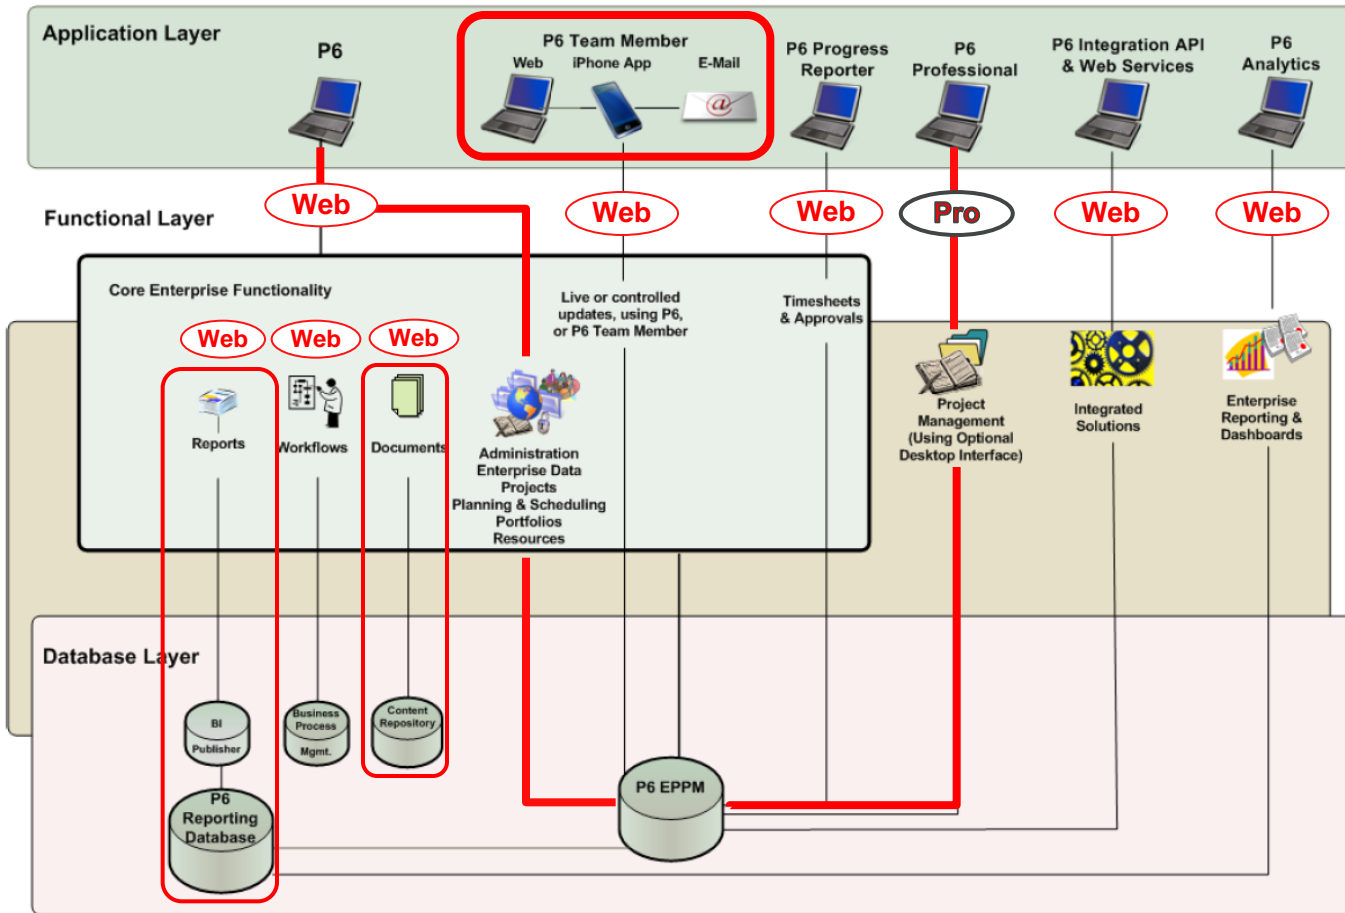 Application Layer
P6
P6 Team Member
Web
iPhone App
E-Mail
@
P6 Progress
Reporter
P6
Professional
P6 Integration API
& Web Services
P6
Analytics
Functional Layer
Web
Web
Web
Pro
Web
Web
Core Enterprise Functionality
Live or controlled
updates, using P6,
or P6 Team Member
Timesheets
& Approvals
Web
Web
Web
Reports
Workflows
Documents
Administration
Enterprise Data
Projects
Planning & Scheduling
Portfolios
Resources
Project
Management
(Using Optional
Desktop Interface)
Integrated
Solutions
Enterprise
Reporting &
Dashboards
Database Layer
BI
Publisher
Business
Process
Mgmt.
Content
Repository
P6
Reporting
Database
P6 EPPM